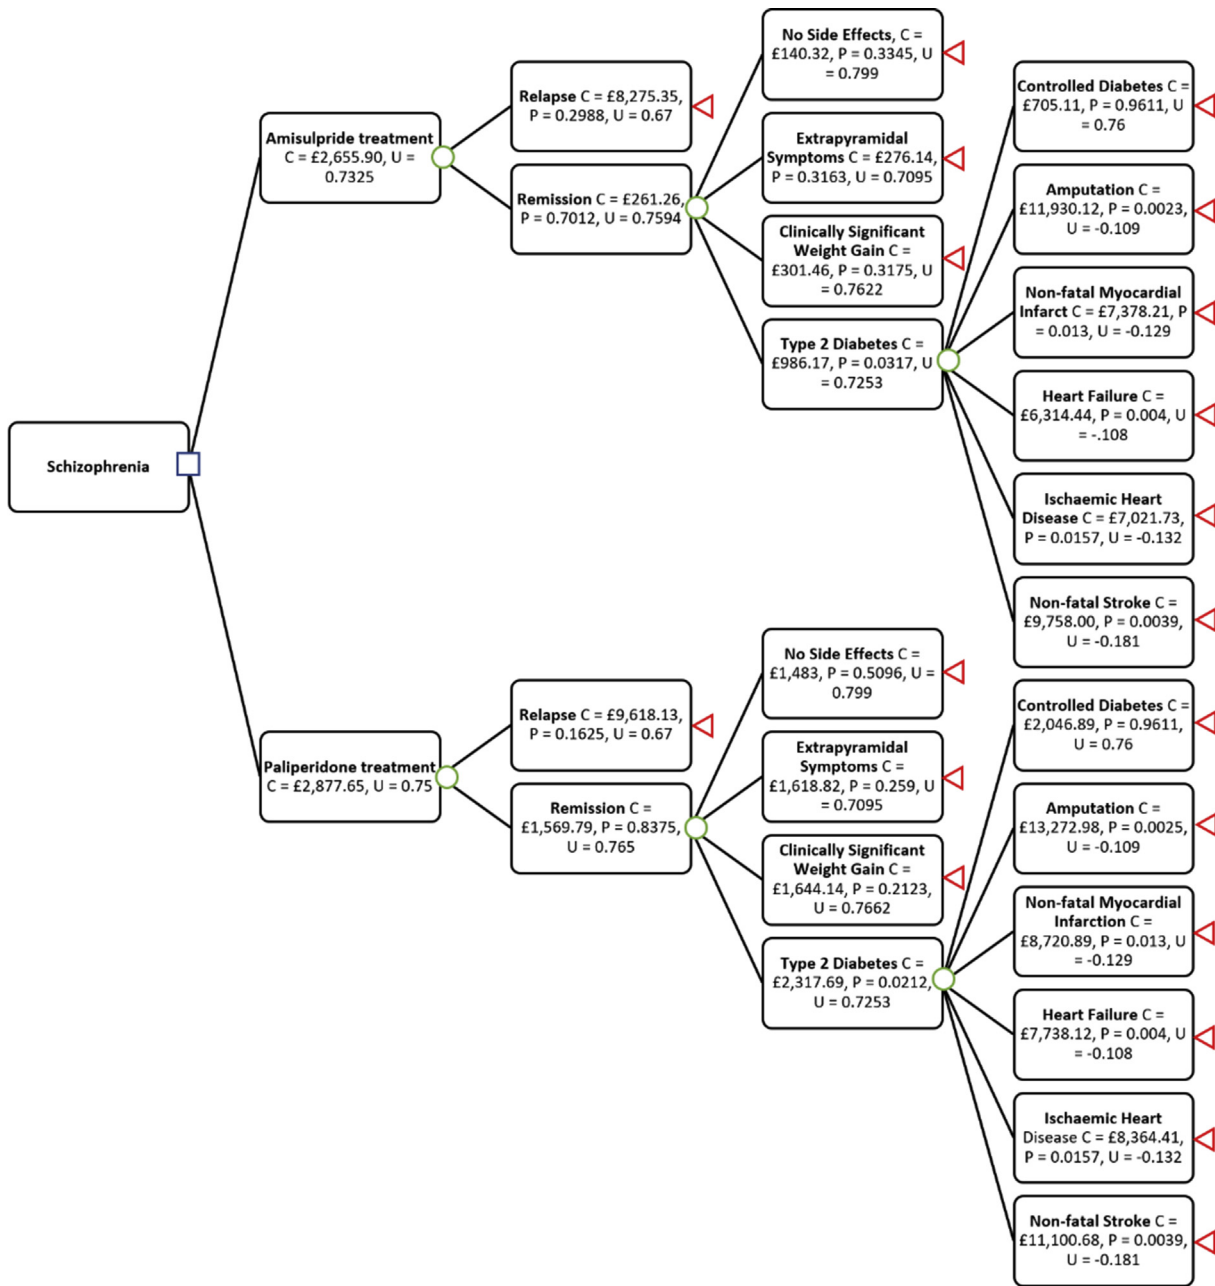 Schizophrenia
Amisulpride treatment
C = £2,655.90, U =
0.7325
Relapse C = £8,275.35,
P = 0.2988, U = 0.67
Remission C = £261.26,
P = 0.7012, U = 0.7594
No Side Effects, C =
£140.32, P = 0.3345, U
= 0.799
Extrapyramidal
Symptoms C = £276.14,
P = 0.3163, U = 0.7095
Clinically Significant
Weight Gain C =
£301.46, P = 0.3175, U
= 0.7622
Type 2 Diabetes C =
£986.17, P = 0.0317, U
= 0.7253
Controlled Diabetes C =
£705.11, P = 0.9611, U
= 0.76
Amputation C =
£11,930.12, P = 0.0023,
U = -0.109
Non-fatal Myocardial
Infarct C = £7,378.21, P
= 0.013, U = -0.129
Heart Failure C =
£6,314.44, P = 0.004, U
= -.108
Ischaemic Heart
Disease C = £7,021.73,
P = 0.0157, U = -0.132
Non-fatal Stroke C =
£9,758.00, P = 0.0039,
U = -0.181
Paliperidone treatment
C = £2,877.65, U = 0.75
Relapse C = £9,618.13,
P = 0.1625, U = 0.67
Remission C =
£1,569.79, P = 0.8375,
U = 0.765
No Side Effects C =
£1,483, P = 0.5096, U =
0.799
Extrapyramidal
Symptoms C =
£1,618.82, P = 0.259, U
= 0.7095
Clinically Significant
Weight Gain C =
£1,644.14, P = 0.2123,
U = 0.7662
Type 2 Diabetes C =
£2,317.69, P = 0.0212,
U = 0.7253
Controlled Diabetes C =
£2,046.89, P = 0.9611,
U = 0.76
Amputation C =
£13,272.98, P = 0.0025,
U = -0.109
Non-fatal Myocardial
Infarction C =
£8,720.89, P = 0.013, U
= -0.129
Heart Failure C =
£7,738.12, P = 0.004, U
= -0.108
Ischaemic Heart
Disease C = £8,364.41,
P = 0.0157, U = -0.132
Non-fatal Stroke C =
£11,100.68, P = 0.0039,
U = -0.181